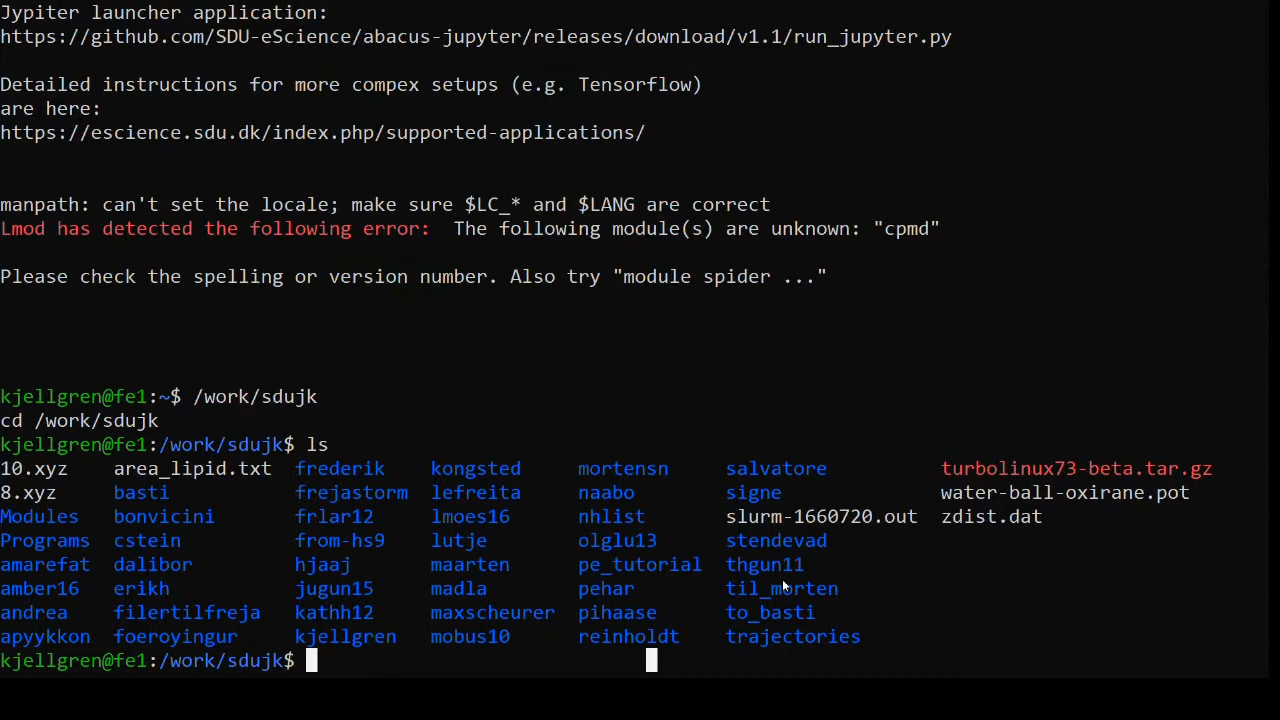 Jypiter launcher application:
https://github.com/SDU-eScience/abacus-jupyter/releases/download/v1.1/run_jupyter.py
Detailed instructions for more compex setups (e.g. Tensorflow)
are here:
https://escience.sdu.dk/index.php/supported-applications/
manpath: can't set the locale; make sure $LC_* and $LANG are correct
Lmod has detected the following error:  The following module(s) are unknown: "cpmd"
Please check the spelling or version number. Also try "module spider ..."
kjellgren@fe1:~$ /work/sdujk
cd /work/sdujk
kjellgren@fe1:/work/sdujk$ ls
10.xyz    area_lipid.txt  frederik     kongsted     mortensn     salvatore          turbolinux73-beta.tar.gz
8.xyz     basti           frejastorm   lefreita     naabo        signe              water-ball-oxirane.pot
Modules   bonvicini       frlar12      lmoes16      nhlist       slurm-1660720.out  zdist.dat
Programs  cstein          from-hs9     lutje        olglu13      stendevad
amarefat  dalibor         hjaaj        maarten      pe_tutorial  thgun11
amber16   erikh           jugun15      madla        pehar        til_morten
andrea    filertilfreja   kathh12      maxscheurer  pihaase      to_basti
apyykkon  foeroyingur     kjellgren    mobus10      reinholdt    trajectories
kjellgren@fe1:/work/sdujk$